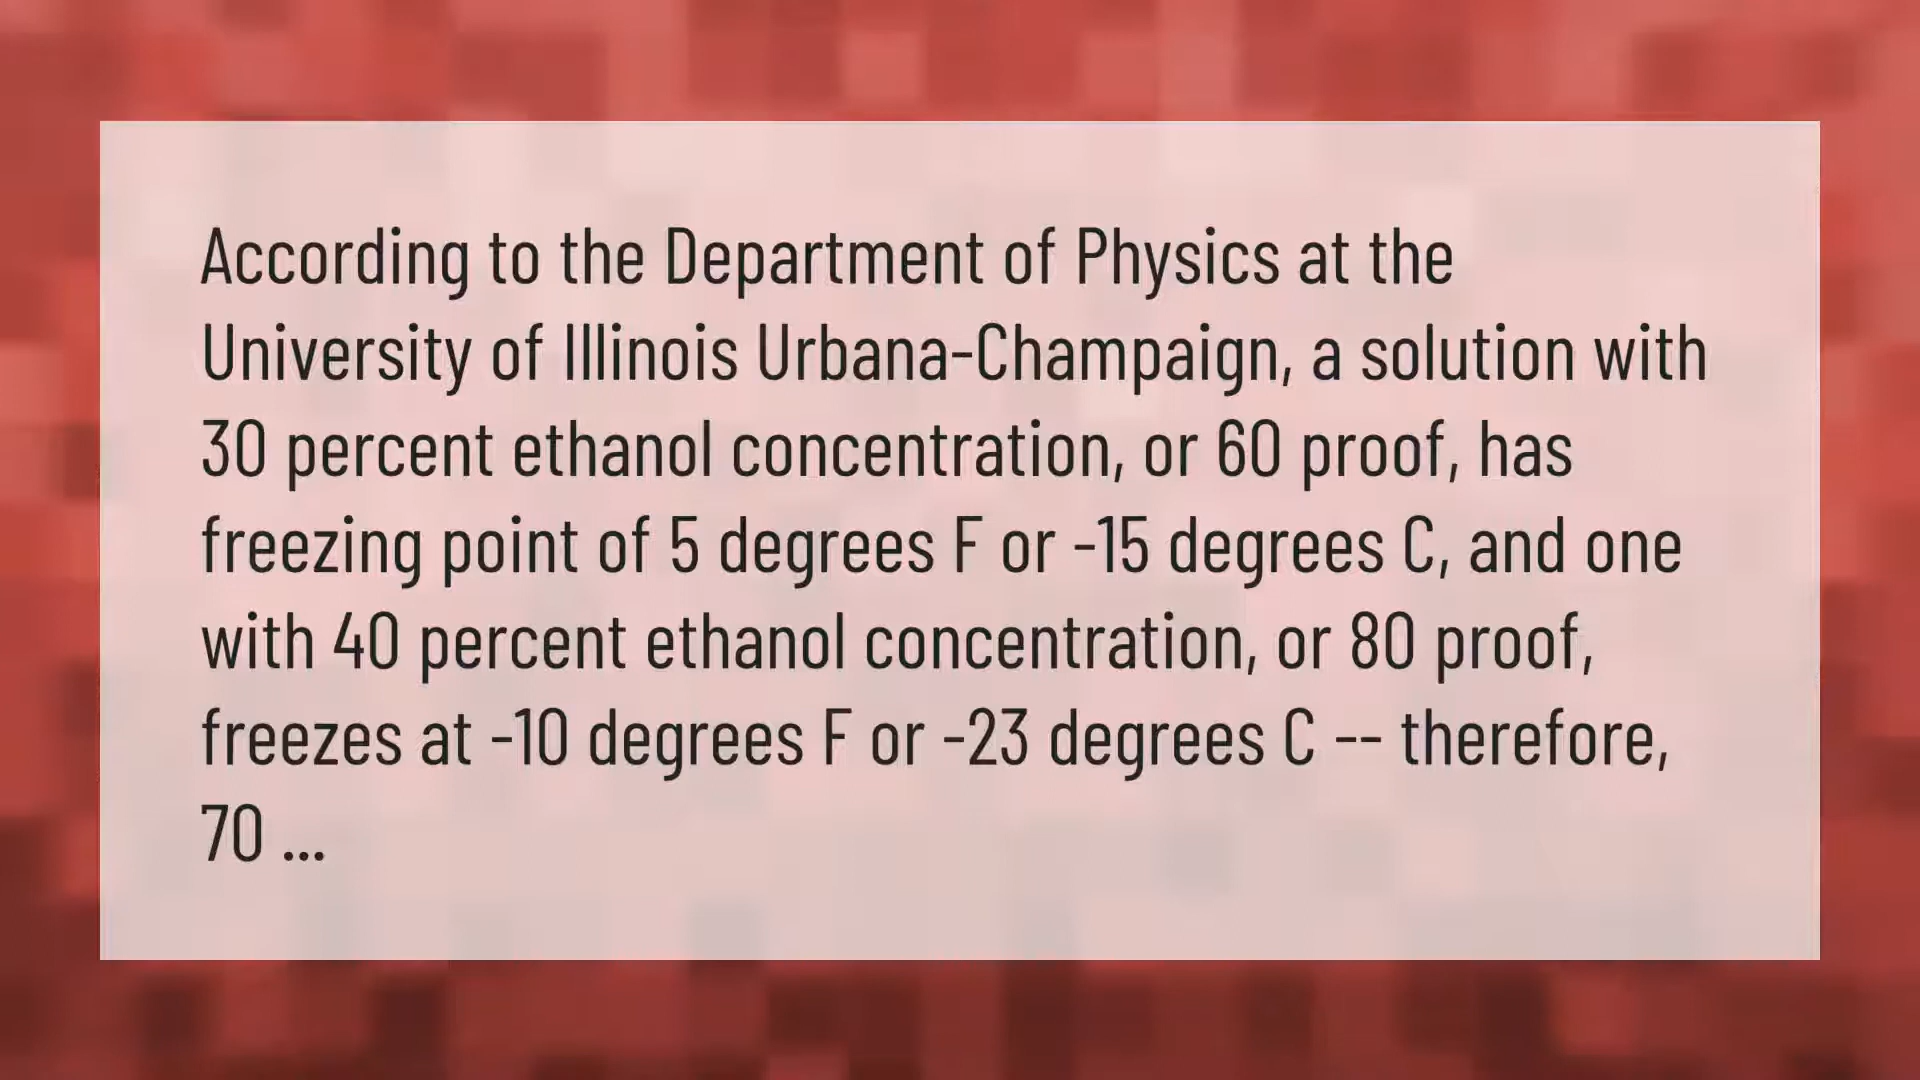 According to the Department of Physics at the
University of Illinois Urbana-Champaign, a solution with
30 percent ethanol concentration, or 60 proof, has
freezing point of 5 degrees F or -15 degrees C, and one
with 40 percent ethanol concentration, or 80 proof,
freezes at -10 degrees F or -23 degrees C -- therefore,
70 ...